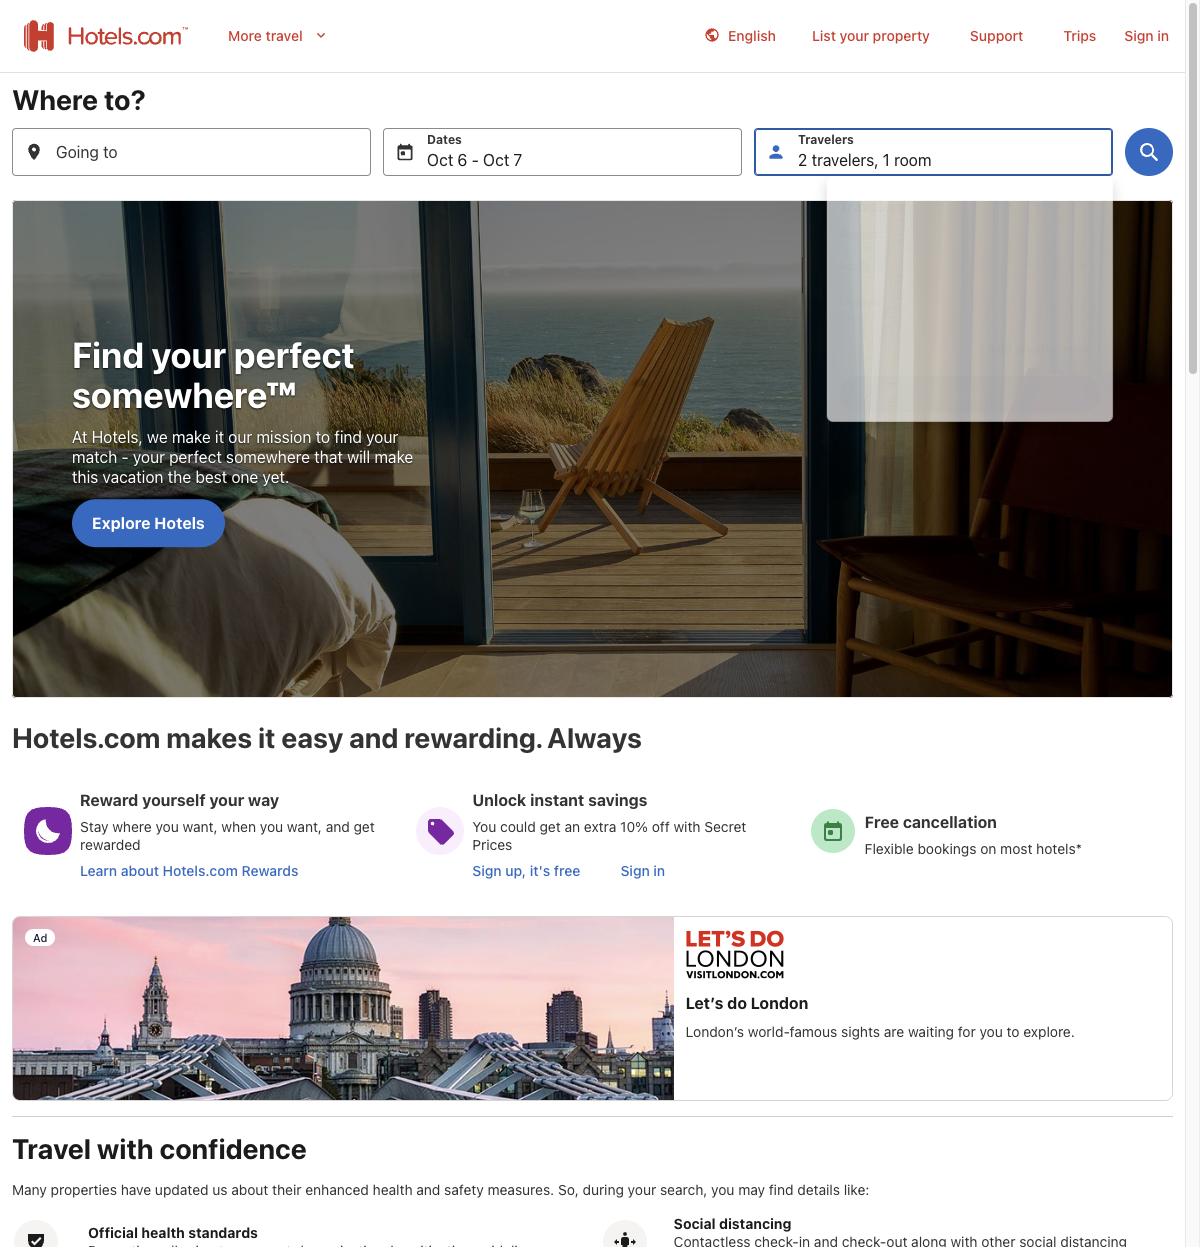 Hotels.com™
More travel
English
List your property
Support
Trips
Sign in
Where to?
Going to
Dates
Oct 6 - Oct 7
Travelers
2 travelers, 1 room
Find your perfect
somewhere™
At Hotels, we make it our mission to find your
match - your perfect somewhere that will make
this vacation the best one yet.
Explore Hotels
Hotels.com makes it easy and rewarding. Always
Reward yourself your way
Stay where you want, when you want, and get
rewarded
Learn about Hotels.com Rewards
Unlock instant savings
You could get an extra 10% off with Secret
Prices
Sign up, it's free
Sign in
Free cancellation
Flexible bookings on most hotels*
Ad
LET'S DO
LONDON
VISITLONDON.COM
Let's do London
London's world-famous sights are waiting for you to explore.
Travel with confidence
Many properties have updated us about their enhanced health and safety measures. So, during your search, you may find details like:
Official health standards
Social distancing
Contactless check-in and check-out along with other social distancing